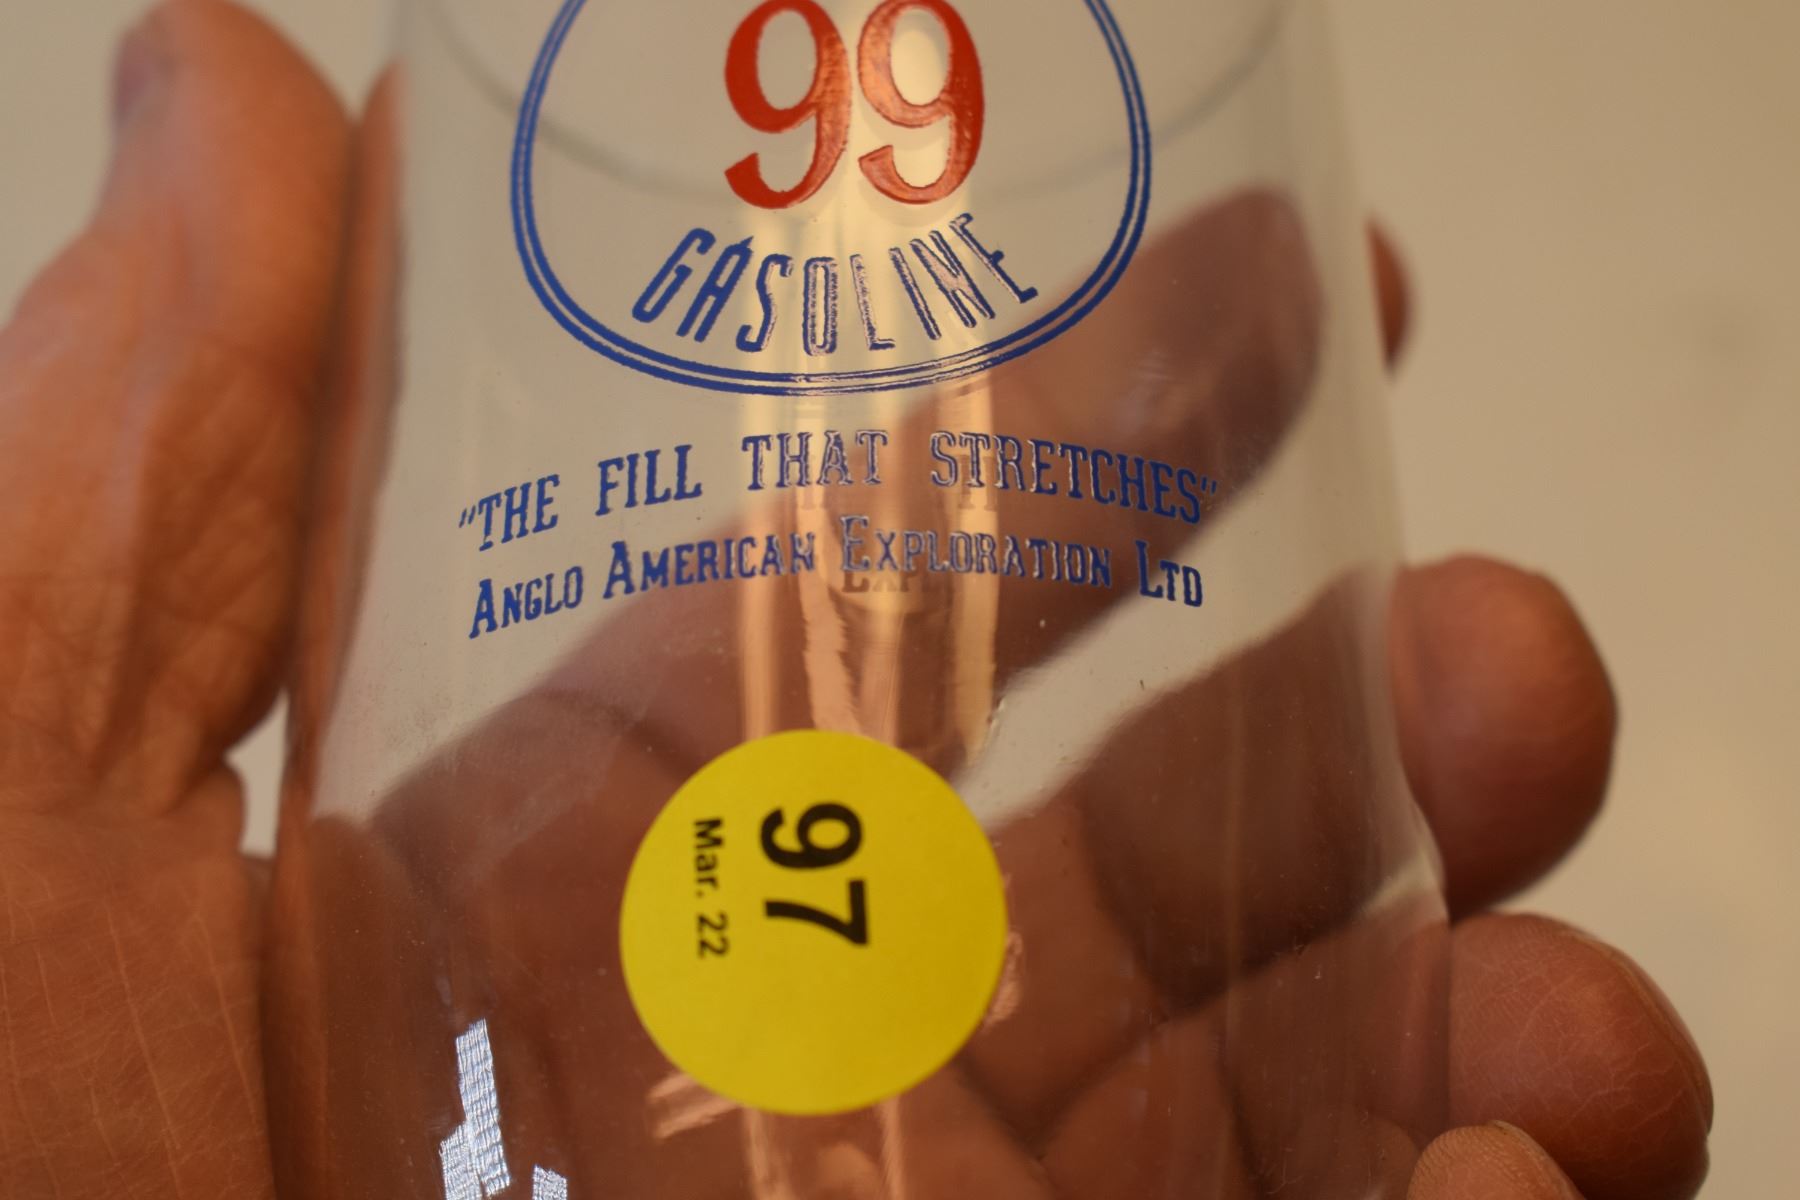 99
GASOLINE
"THE FILL THAT STRETCHES"
ANGLO AMERICAN EXPLORATION LTD
97
Mar. 22